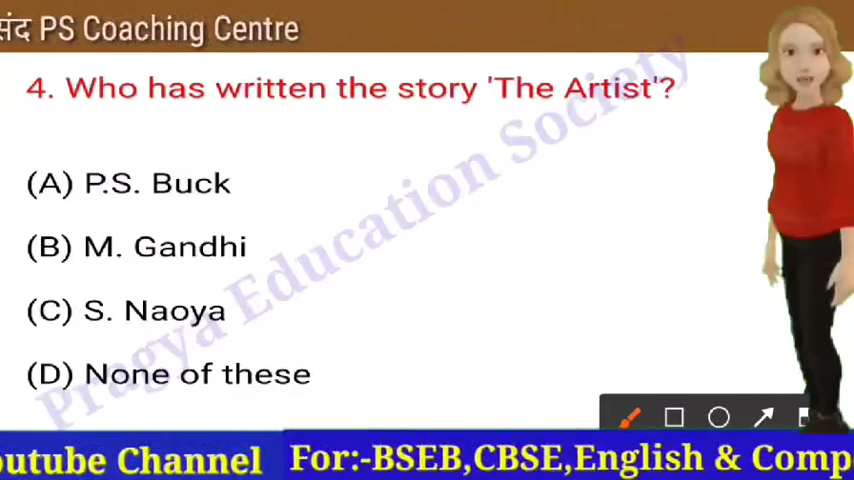 संद PS Coaching Centre
4. Who has written the story 'The Artist'?
(A) P.S. Buck
(B) M. Gandhi
(C) S. Naoya
(D) None of these
Pragya Education Society
outube Channel For:-BSEB,CBSE,English & Comp